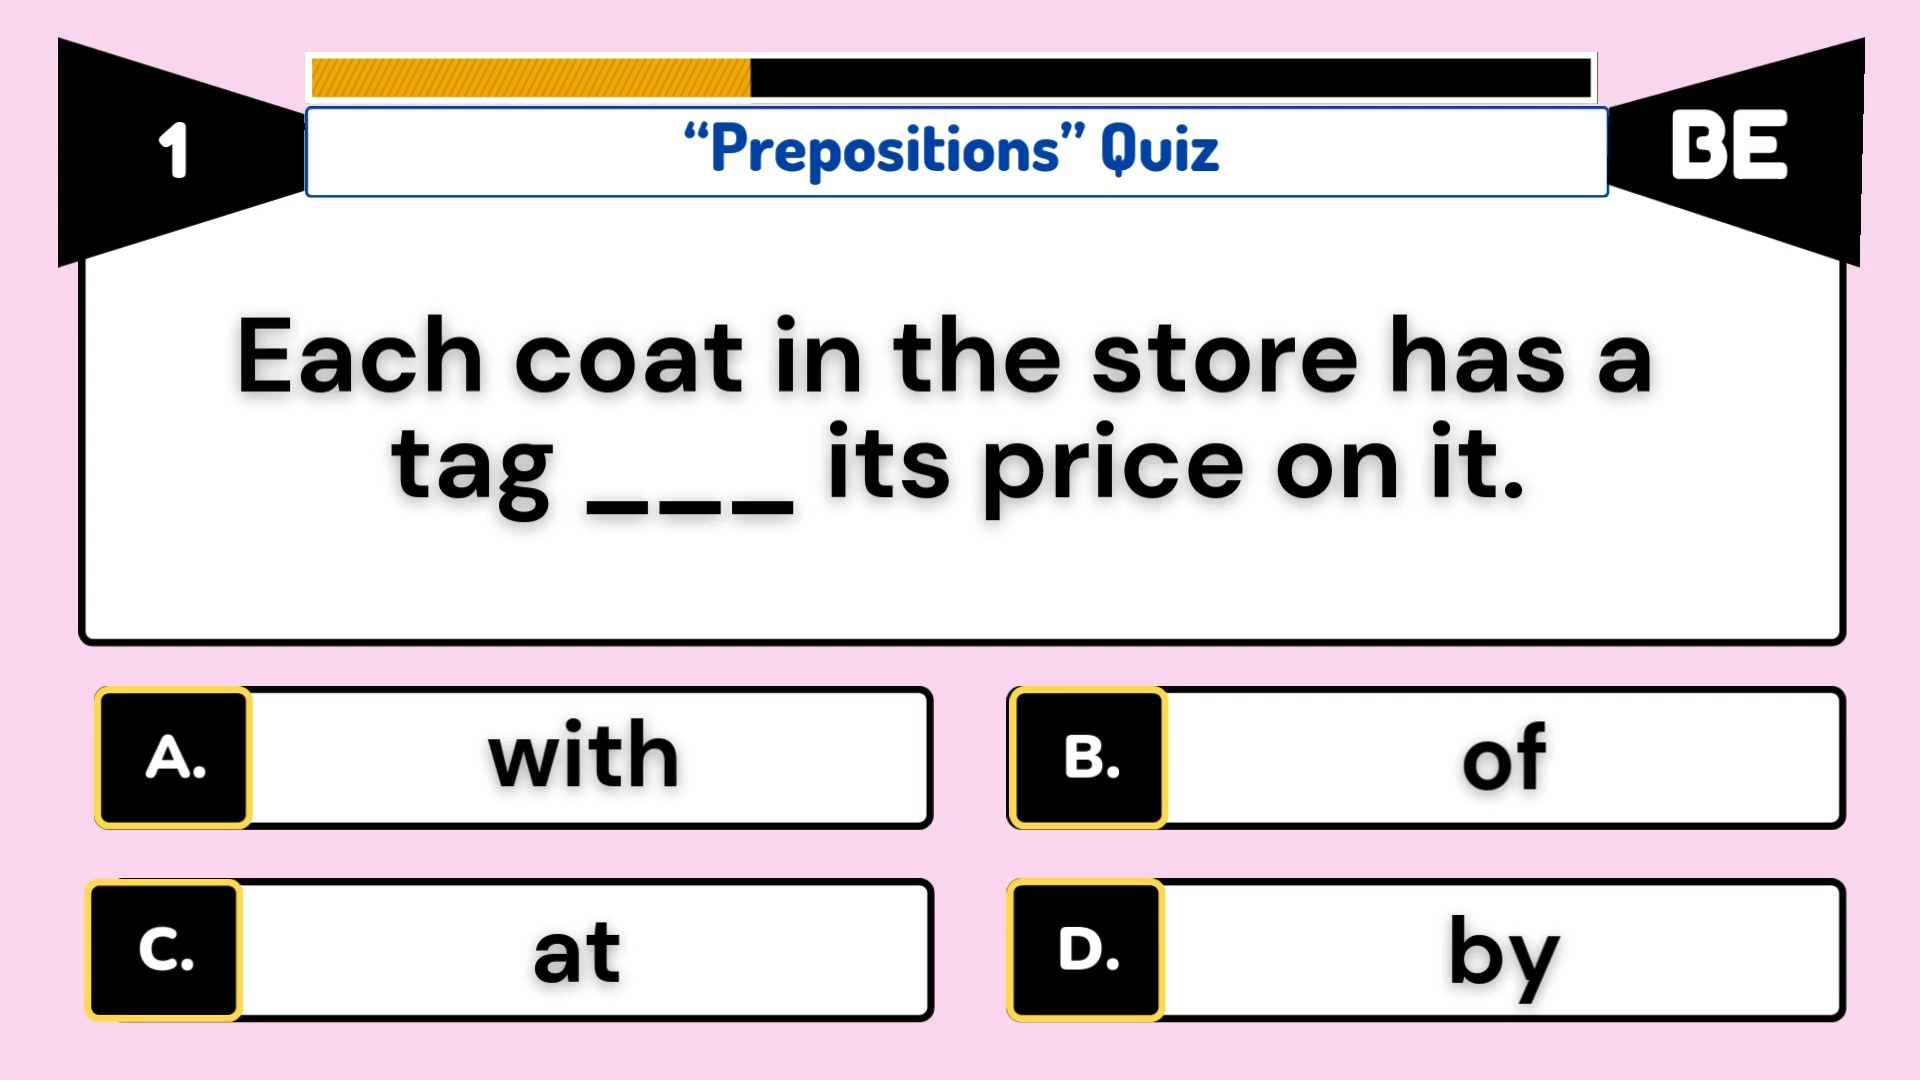 1
“Prepositions” Quiz
BE
Each coat in the store has a
tag ___ its price on it.
A. with
B. of
C. at
D. by